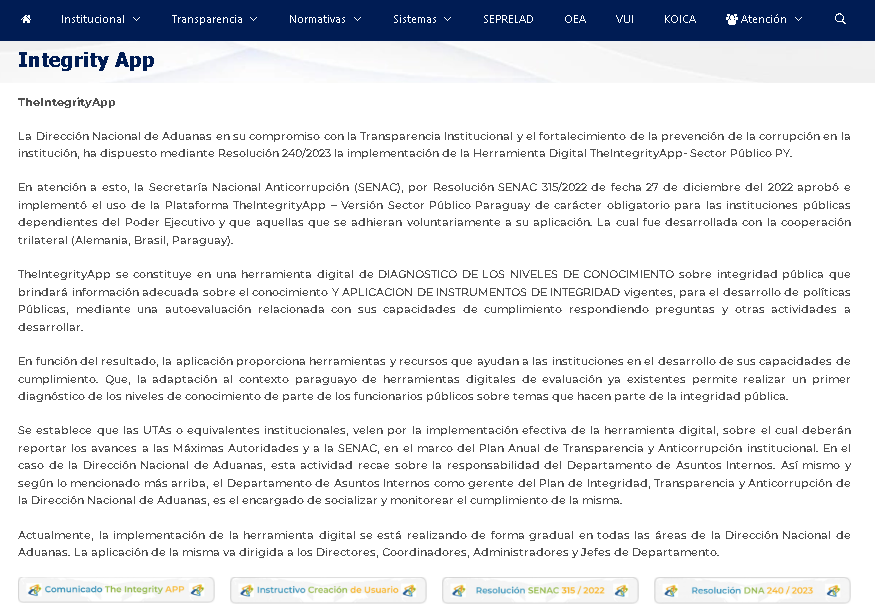 Institucional
Transparencia
Normativas
Sistemas
SEPRELAD
OEA
VUI
KOICA
Atención
Integrity App
TheIntegrityApp
La Dirección Nacional de Aduanas en su compromiso con la Transparencia Institucional y el fortalecimiento de la prevención de la corrupción en la
institución, ha dispuesto mediante Resolución 240/2023 la implementación de la Herramienta Digital TheIntegrityApp- Sector Público PY.
En atención a esto, la Secretaría Nacional Anticorrupción (SENAC), por Resolución SENAC 315/2022 de fecha 27 de diciembre del 2022 aprobó e
implementó el uso de la Plataforma TheIntegrityApp – Versión Sector Público Paraguay de carácter obligatorio para las instituciones públicas
dependientes del Poder Ejecutivo y que aquellas que se adhieran voluntariamente a su aplicación. La cual fue desarrollada con la cooperación
trilateral (Alemania, Brasil, Paraguay).
TheIntegrityApp se constituye en una herramienta digital de DIAGNOSTICO DE LOS NIVELES DE CONOCIMIENTO sobre integridad pública que
brindará información adecuada sobre el conocimiento Y APLICACION DE INSTRUMENTOS DE INTEGRIDAD vigentes, para el desarrollo de políticas
Públicas, mediante una autoevaluación relacionada con sus capacidades de cumplimiento respondiendo preguntas y otras actividades a
desarrollar.
En función del resultado, la aplicación proporciona herramientas y recursos que ayudan a las instituciones en el desarrollo de sus capacidades de
cumplimiento. Que, la adaptación al contexto paraguayo de herramientas digitales de evaluación ya existentes permite realizar un primer
diagnóstico de los niveles de conocimiento de parte de los funcionarios públicos sobre temas que hacen parte de la integridad pública.
Se establece que las UTAs o equivalentes institucionales, velen por la implementación efectiva de la herramienta digital, sobre el cual deberán
reportar los avances a las Máximas Autoridades y a la SENAC, en el marco del Plan Anual de Transparencia y Anticorrupción institucional. En el
caso de la Dirección Nacional de Aduanas, esta actividad recae sobre la responsabilidad del Departamento de Asuntos Internos. Así mismo y
según lo mencionado más arriba, el Departamento de Asuntos Internos como gerente del Plan de Integridad, Transparencia y Anticorrupción de
la Dirección Nacional de Aduanas, es el encargado de socializar y monitorear el cumplimiento de la misma.
Actualmente, la implementación de la herramienta digital se está realizando de forma gradual en todas las áreas de la Dirección Nacional de
Aduanas. La aplicación de la misma va dirigida a los Directores, Coordinadores, Administradores y Jefes de Departamento.
Comunicado The Integrity APP
Instructivo Creación de Usuario
Resolución SENAC 315 / 2022
Resolución DNA 240 / 2023